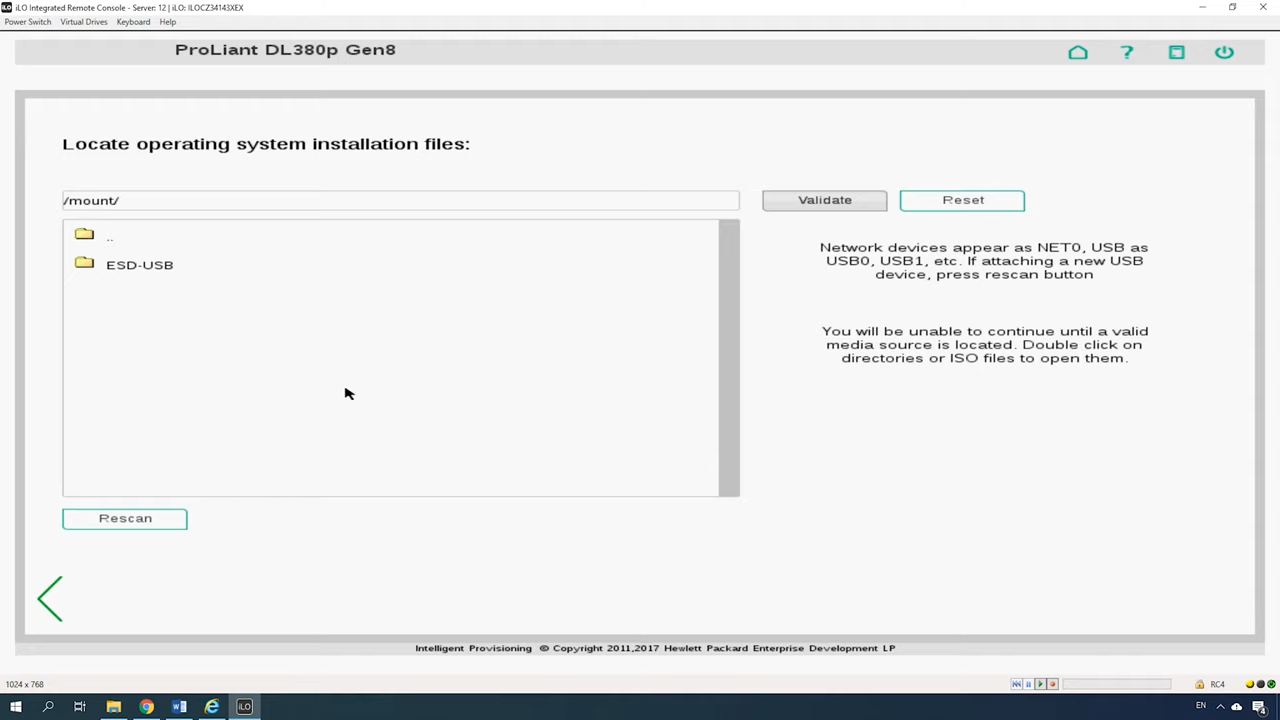 iLO Integrated Remote Console - Server: 12 | iLO: ILOCZ34143XEX
Power Switch Virtual Drives Keyboard Help
ProLiant DL380p Gen8
?
Locate operating system installation files:
/mount/
Validate
Reset
..
ESD-USB
Network devices appear as NET0, USB as
USB0, USB1, etc. If attaching a new USB
device, press rescan button
You will be unable to continue until a valid
media source is located. Double click on
directories or ISO files to open them.
Rescan
Intelligent Provisioning © Copyright 2011,2017 Hewlett Packard Enterprise Development LP
1024 x 768
RC4
iLO
EN
4